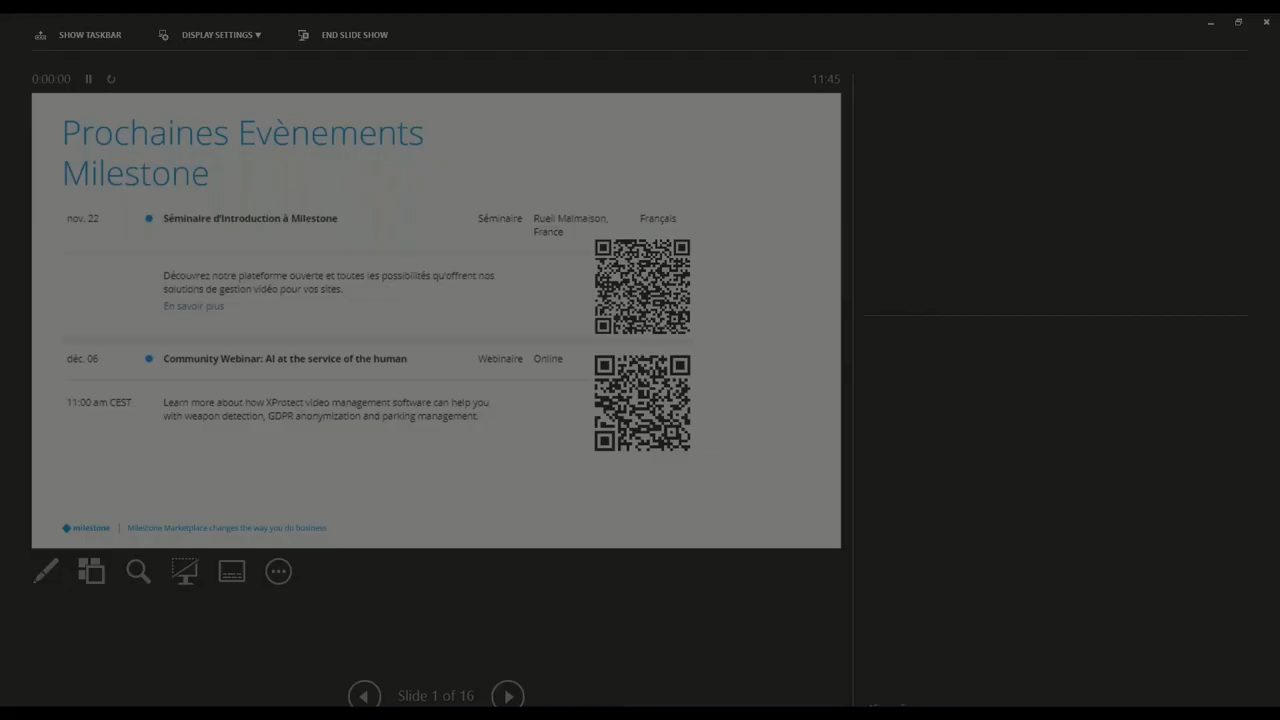 SHOW TASKBAR DISPLAY SETTINGS ▼ END SLIDE SHOW
0:00:00 11:45
Prochaines Evènements
Milestone
nov. 22 Séminaire d'Introduction à Milestone Séminaire Rueil Malmaison, Français
France
Découvrez notre plateforme ouverte et toutes les possibilités qu'offrent nos
solutions de gestion vidéo pour vos sites.
En savoir plus
déc. 06 Community Webinar: AI at the service of the human Webinaire Online
11:00 am CEST Learn more about how XProtect video management software can help you
with weapon detection, GDPR anonymization and parking management.
milestone Milestone Marketplace changes the way you do business
Slide 1 of 16